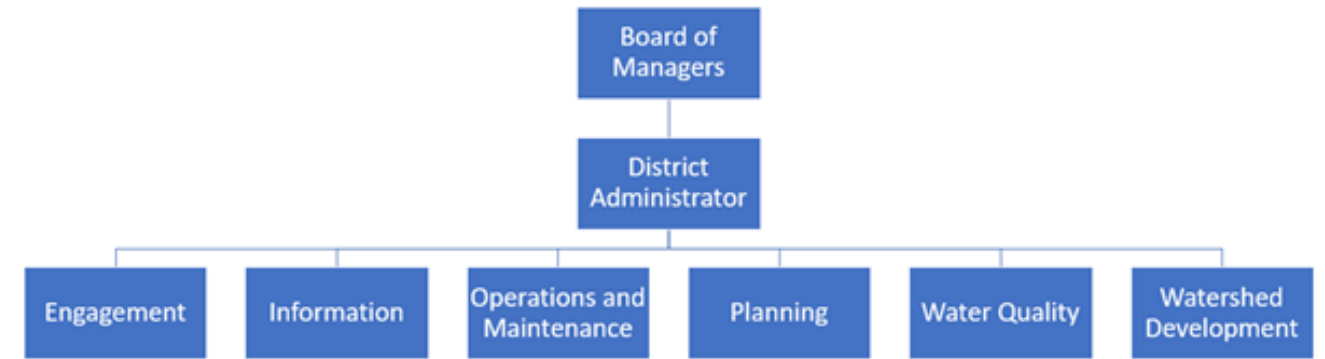 Board of
Managers
District
Administrator
Engagement
Information
Operations and
Maintenance
Planning
Water Quality
Watershed
Development